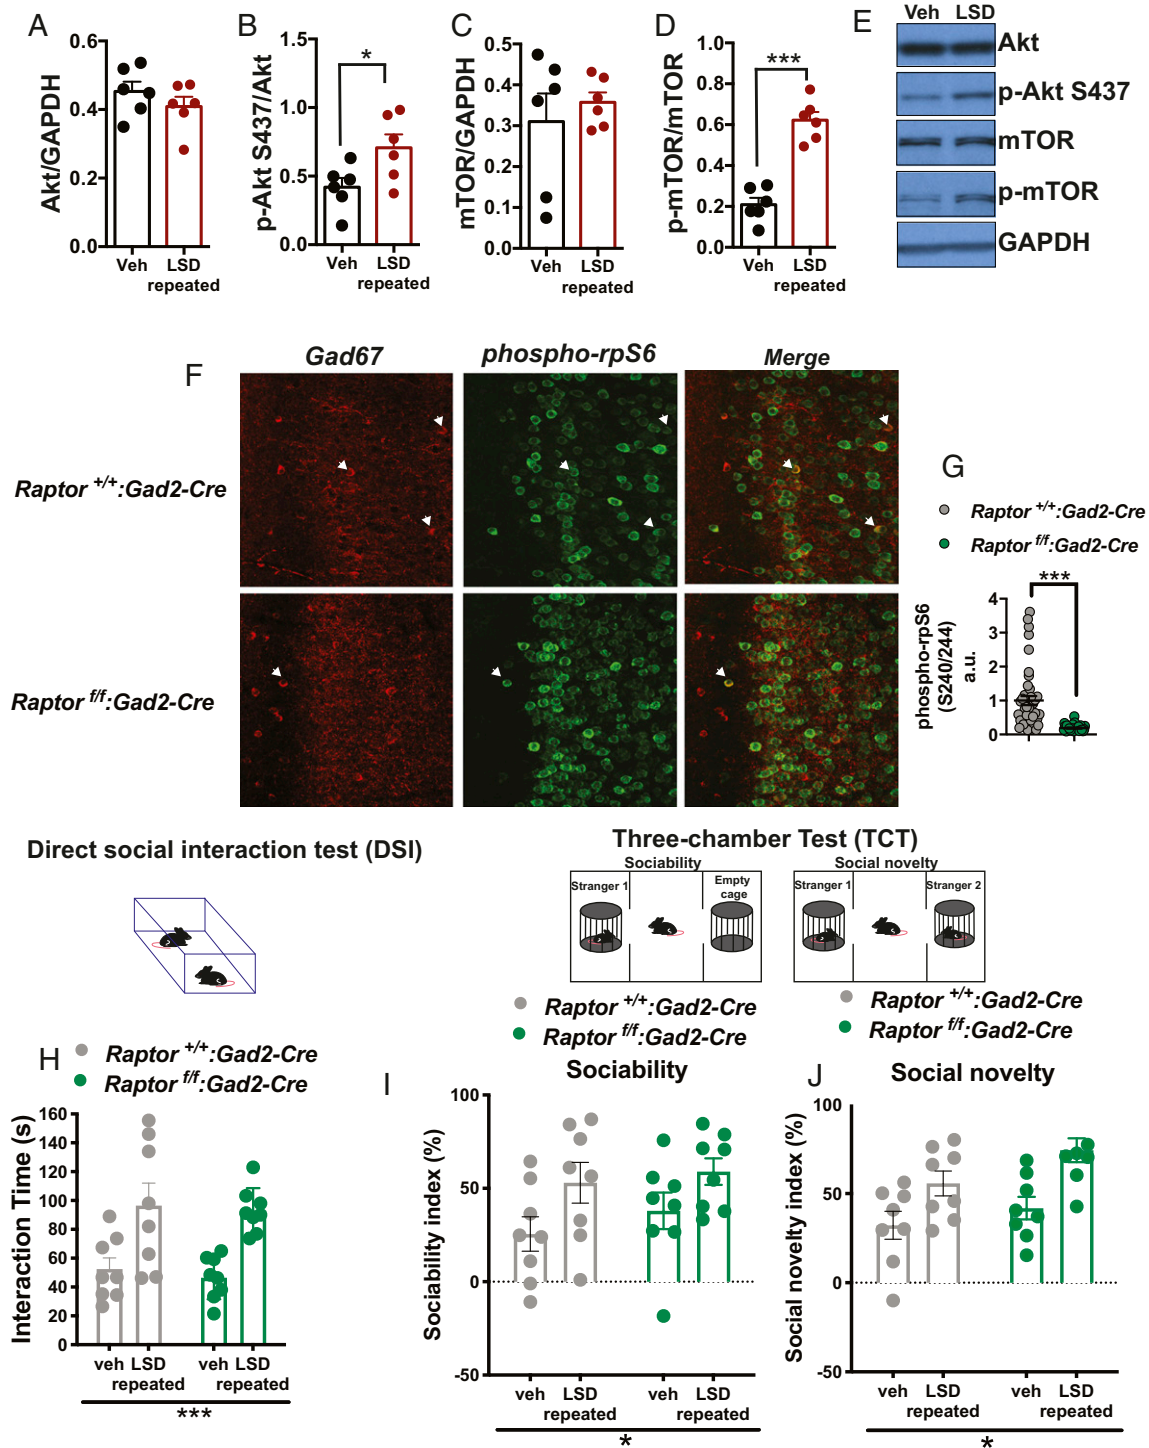 A
Akt/GAPDH
0.6
0.4
0.2
0.0
Veh
LSD
repeated
B
p-Akt S437/Akt
1.5
1.0
0.5
0.0
*
Veh
LSD
repeated
C
mTOR/GAPDH
0.5
0.4
0.3
0.2
0.1
0.0
Veh
LSD
repeated
D
p-mTOR/mTOR
1.0
0.8
0.6
0.4
0.2
0.0
***
Veh
LSD
repeated
E
Veh LSD
Akt
p-Akt S437
mTOR
p-mTOR
GAPDH
F
Gad67
phospho-rpS6
Merge
Raptor +/+:Gad2-Cre
Raptor f/f:Gad2-Cre
G
Raptor +/+:Gad2-Cre
Raptor f/f:Gad2-Cre
***
phospho-rpS6
(S240/244)
a.u.
4
3
2
1
0
Direct social interaction test (DSI)
Three-chamber Test (TCT)
Sociability
Stranger 1
Empty
cage
Social novelty
Stranger 1
Stranger 2
H
Raptor +/+:Gad2-Cre
Raptor f/f:Gad2-Cre
Interaction Time (s)
160
140
120
100
80
60
40
20
0
veh LSD
repeated
veh LSD
repeated
***
I
Raptor +/+:Gad2-Cre
Raptor f/f:Gad2-Cre
Sociability
Sociability index (%)
100
50
0
-50
veh LSD
repeated
veh LSD
repeated
*
J
Raptor +/+:Gad2-Cre
Raptor f/f:Gad2-Cre
Social novelty
Social novelty index (%)
100
50
0
-50
veh LSD
repeated
veh LSD
repeated
*